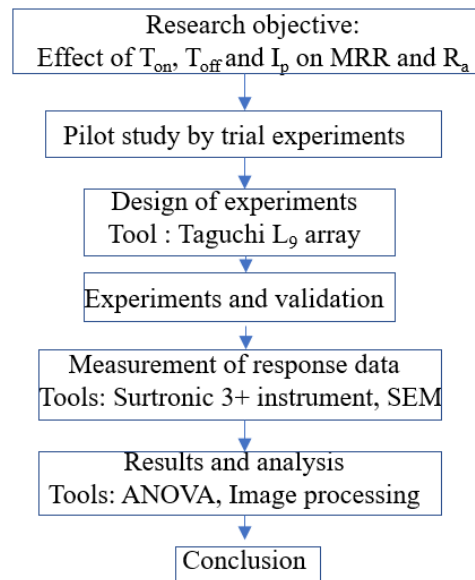 Research objective:
Effect of Tₒₙ, Tₒff and Iₚ on MRR and Rₐ
Pilot study by trial experiments
Design of experiments
Tool : Taguchi L₉ array
Experiments and validation
Measurement of response data
Tools: Surtronic 3+ instrument, SEM
Results and analysis
Tools: ANOVA, Image processing
Conclusion